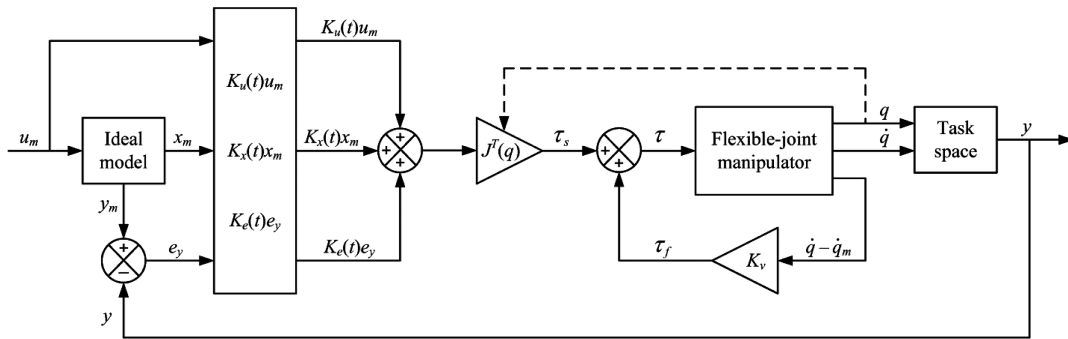 K_u(t)u_m
K_u(t)u_m
u_m
Ideal
model
x_m
K_x(t)x_m
K_x(t)x_m
+
+
+
J^T(q)
τ_s
+
+
τ
Flexible-joint
manipulator
q
q̇
Task
space
y
y_m
K_e(t)e_y
+
−
e_y
K_e(t)e_y
τ_f
K_v
q̇ − q̇_m
y